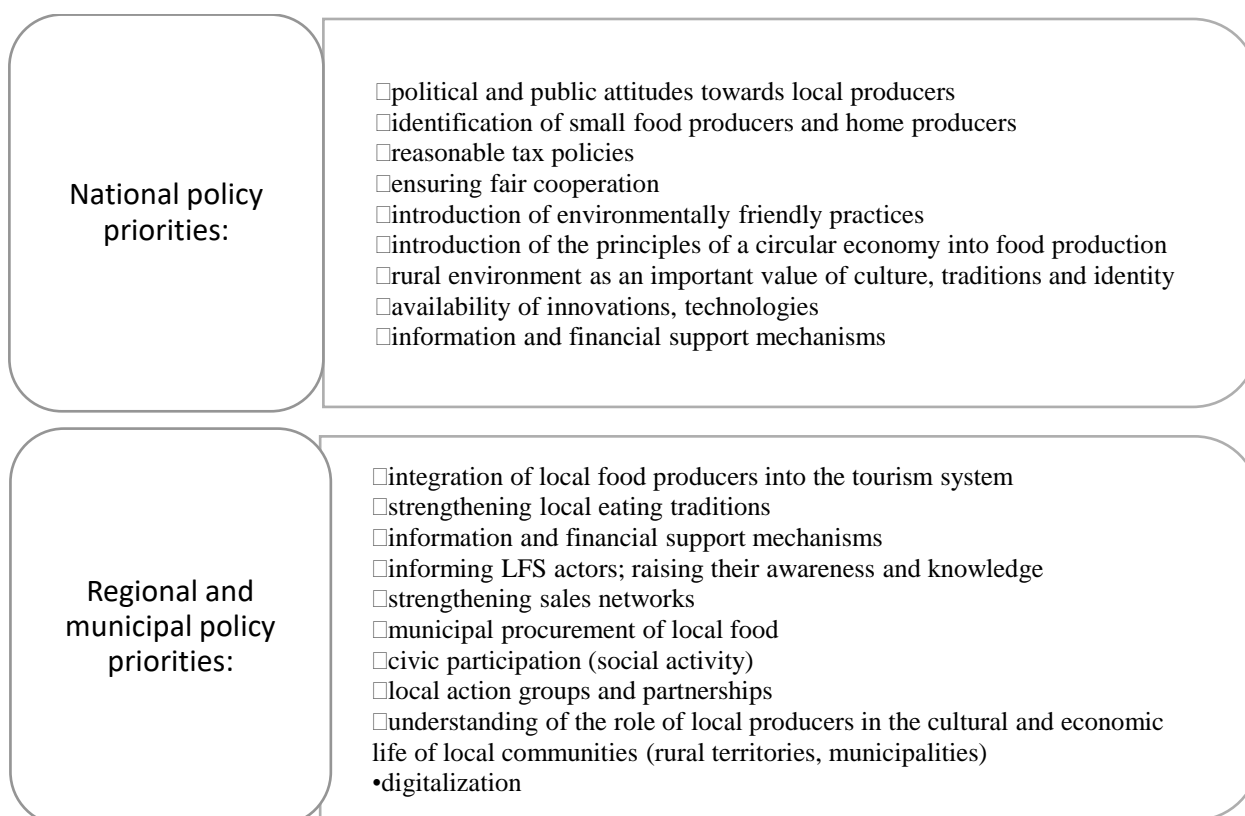 National policy
priorities:
□political and public attitudes towards local producers
□identification of small food producers and home producers
□reasonable tax policies
□ensuring fair cooperation
□introduction of environmentally friendly practices
□introduction of the principles of a circular economy into food production
□rural environment as an important value of culture, traditions and identity
□availability of innovations, technologies
□information and financial support mechanisms
Regional and
municipal policy
priorities:
□integration of local food producers into the tourism system
□strengthening local eating traditions
□information and financial support mechanisms
□informing LFS actors; raising their awareness and knowledge
□strengthening sales networks
□municipal procurement of local food
□civic participation (social activity)
□local action groups and partnerships
□understanding of the role of local producers in the cultural and economic
life of local communities (rural territories, municipalities)
•digitalization